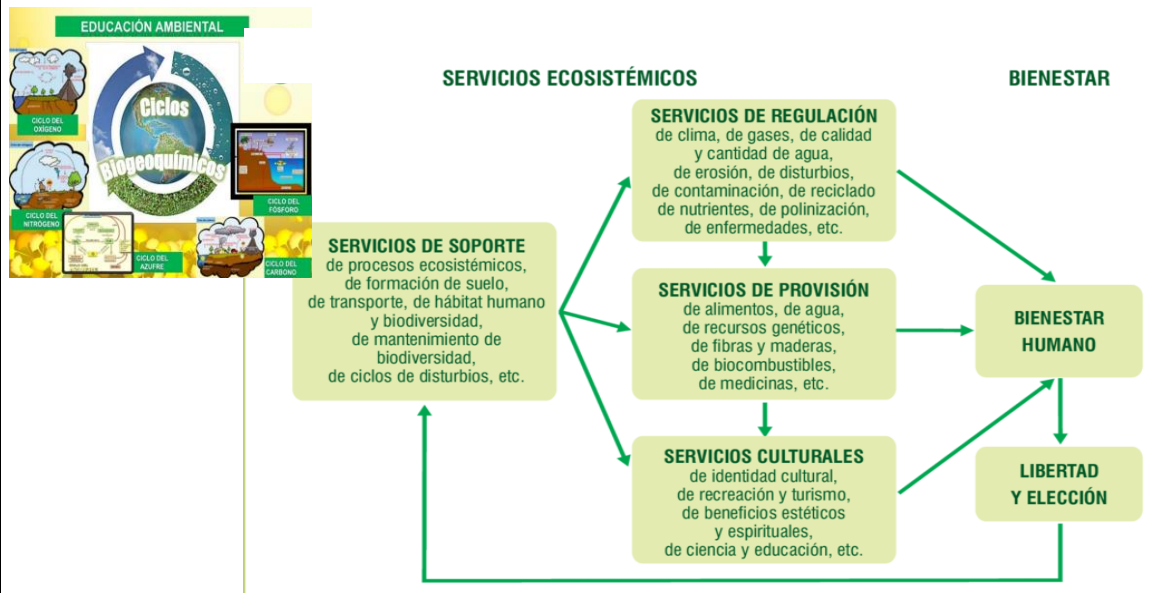 EDUCACIÓN AMBIENTAL
Ciclos
Biogeoquímicos
CICLO DEL
OXÍGENO
CICLO DEL
NITRÓGENO
CICLO DEL
AZUFRE
CICLO DEL
FÓSFORO
CICLO DEL
CARBONO
SERVICIOS ECOSISTÉMICOS
BIENESTAR
SERVICIOS DE SOPORTE
de procesos ecosistémicos,
de formación de suelo,
de transporte, de hábitat humano
y biodiversidad,
de mantenimiento de
biodiversidad,
de ciclos de disturbios, etc.
SERVICIOS DE REGULACIÓN
de clima, de gases, de calidad
y cantidad de agua,
de erosión, de disturbios,
de contaminación, de reciclado
de nutrientes, de polinización,
de enfermedades, etc.
SERVICIOS DE PROVISIÓN
de alimentos, de agua,
de recursos genéticos,
de fibras y maderas,
de biocombustibles,
de medicinas, etc.
SERVICIOS CULTURALES
de identidad cultural,
de recreación y turismo,
de beneficios estéticos
y espirituales,
de ciencia y educación, etc.
BIENESTAR
HUMANO
LIBERTAD
Y ELECCIÓN